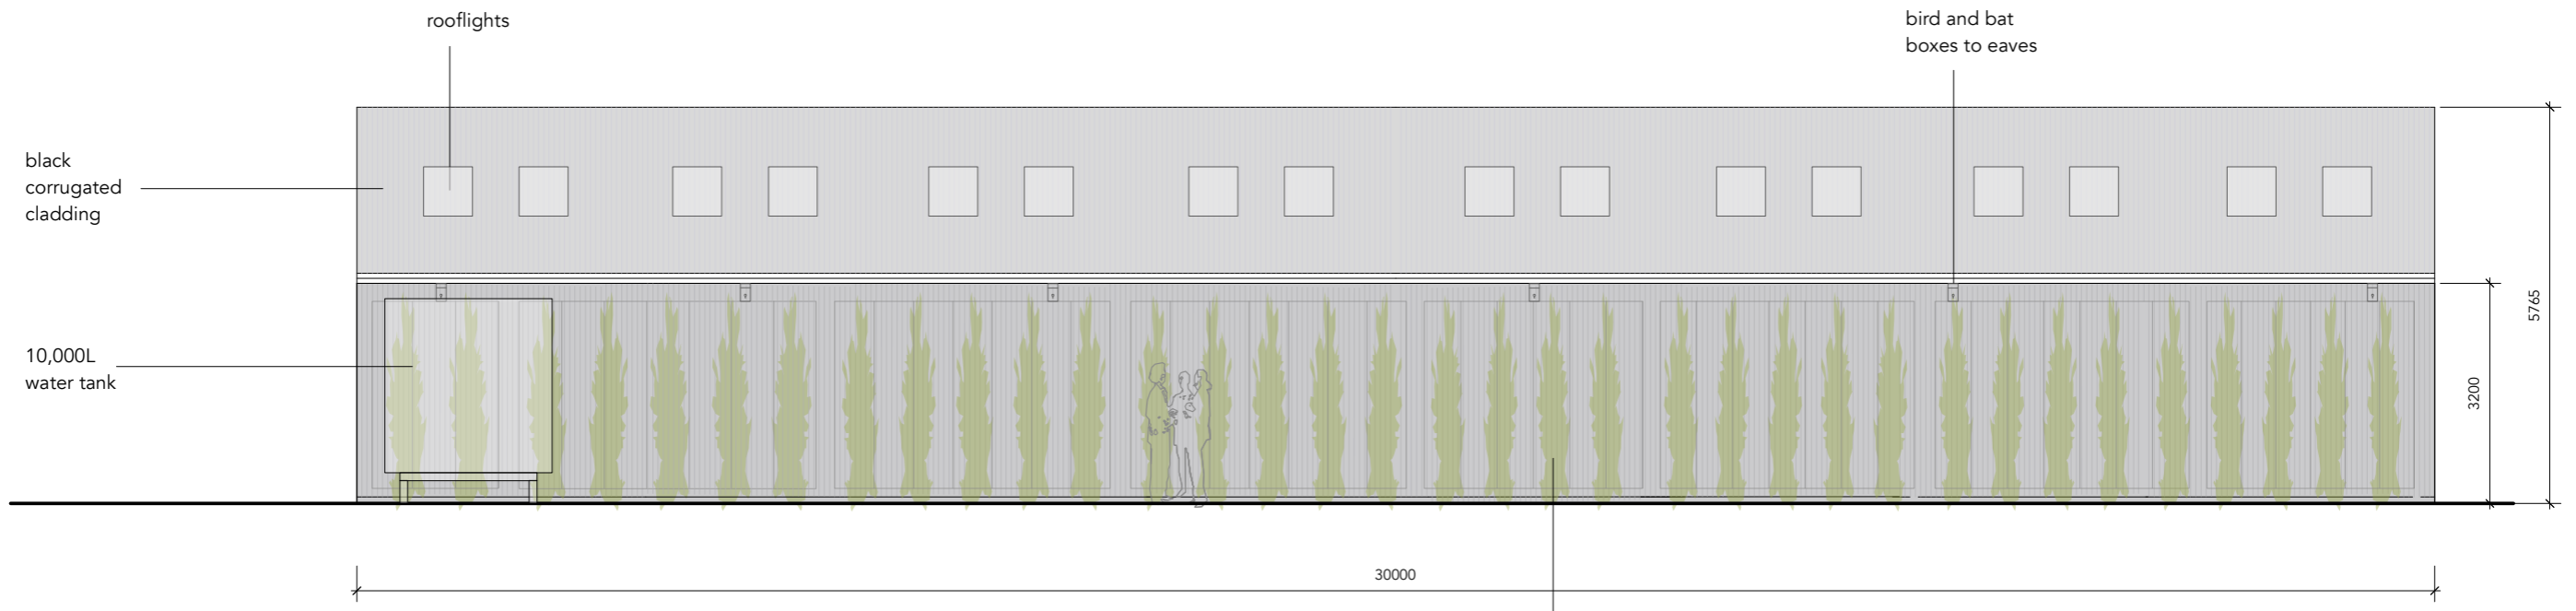 rooflights
bird and bat
boxes to eaves
black
corrugated
cladding
10,000L
water tank
5765
3200
30000